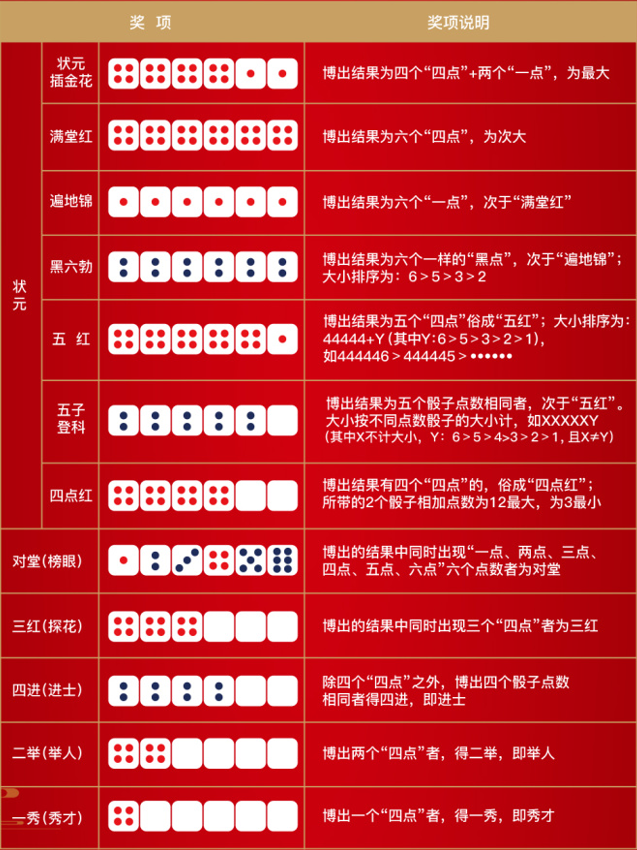 奖 项
奖项说明
状元
状元
插金花
博出结果为四个“四点”+两个“一点”，为最大
满堂红
博出结果为六个“四点”，为次大
遍地锦
博出结果为六个“一点”，次于“满堂红”
黑六勃
博出结果为六个一样的“黑点”，次于“遍地锦”；
大小排序为：6＞5＞3＞2
五 红
博出结果为五个“四点”俗成“五红”；大小排序为：
44444+Y（其中Y:6＞5＞3＞2＞1），
如444446＞444445＞••••••
五子
登科
博出结果为五个骰子点数相同者，次于“五红”。
大小按不同点数骰子的大小计，如XXXXXY
（其中X不计大小，Y：6＞5＞4>3＞2＞1，且X≠Y）
四点红
博出结果有四个“四点”的，俗成“四点红”；
所带的2个骰子相加点数为12最大，为3最小
对堂(榜眼)
博出的结果中同时出现“一点、两点、三点、
四点、五点、六点”六个点数者为对堂
三红(探花)
博出的结果中同时出现三个“四点”者为三红
四进(进士)
除四个“四点”之外，博出四个骰子点数
相同者得四进，即进士
二举(举人)
博出两个“四点”者，得二举，即举人
一秀(秀才)
博出一个“四点”者，得一秀，即秀才